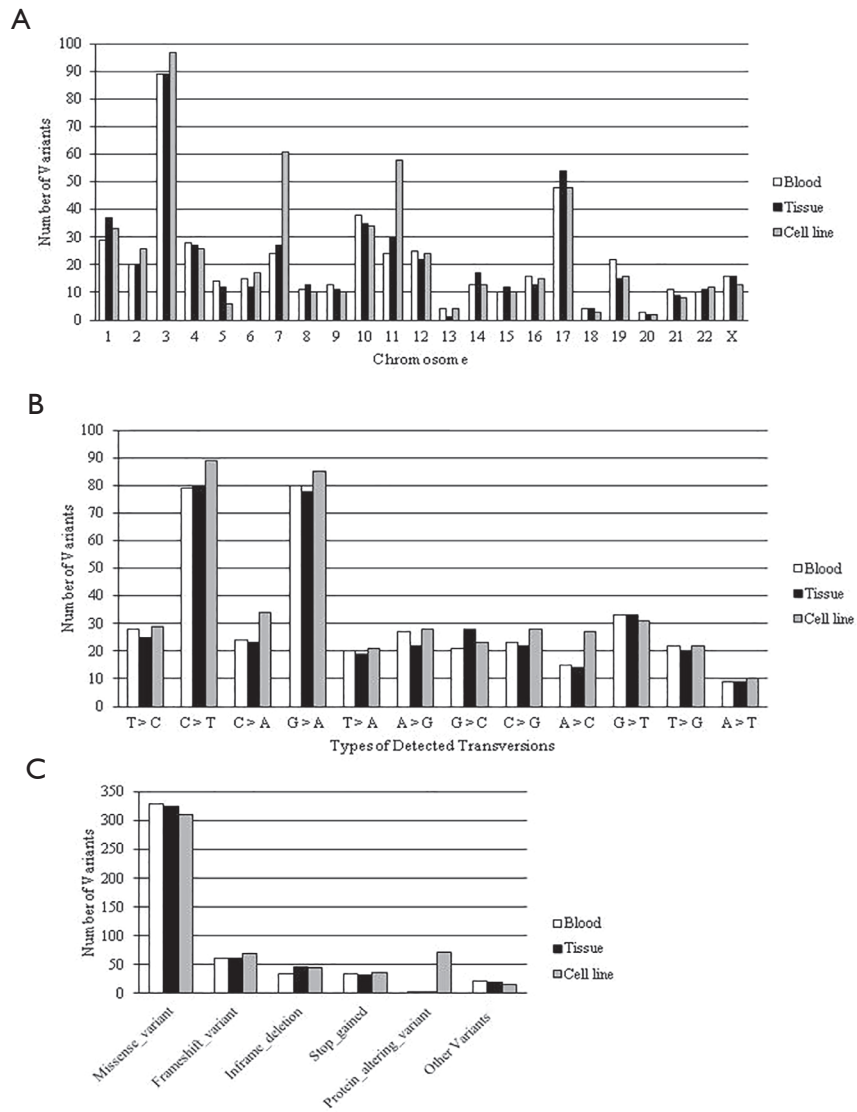 A
100
90
80
70
60
50
40
30
20
10
0
Number of Variants
1 2 3 4 5 6 7 8 9 10 11 12 13 14 15 16 17 18 19 20 21 22 X
Chromosome
Blood
Tissue
Cell line
B
100
90
80
70
60
50
40
30
20
10
0
Number of Variants
T>C C>T C>A G>A T>A A>G G>C C>G A>C G>T T>G A>T
Types of Detected Transversions
Blood
Tissue
Cell line
C
350
300
250
200
150
100
50
0
Number of Variants
Missense_variant
Frameshift_variant
Inframe_deletion
Stop_gained
Protein_altering_variant
Other Variants
Blood
Tissue
Cell line